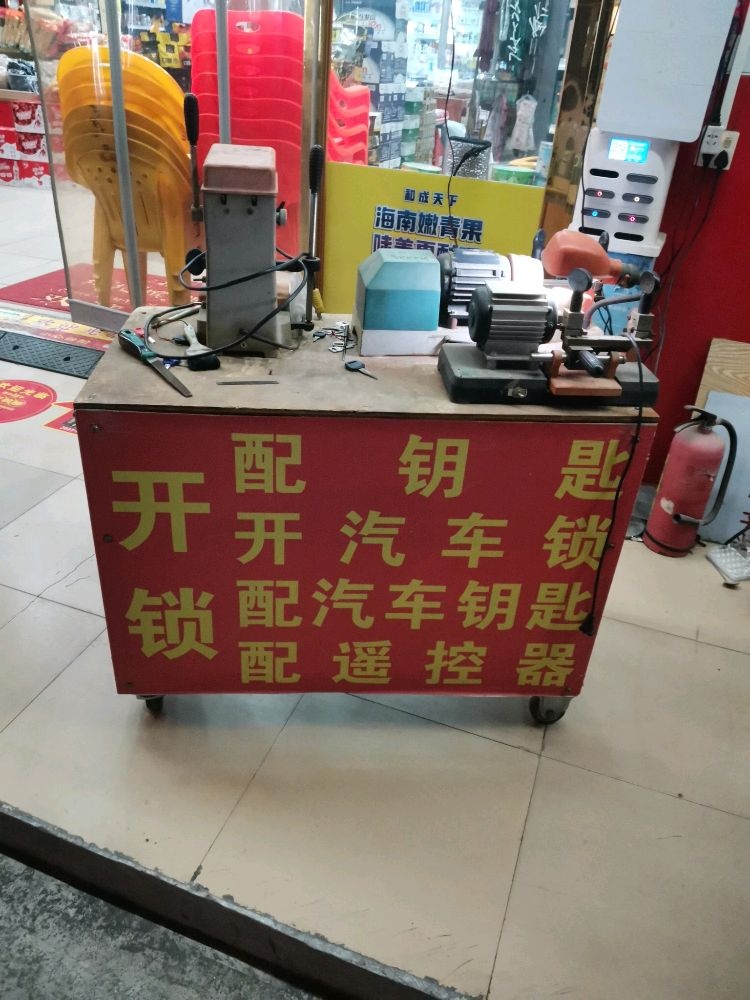 和成天下
海南嫩青果
开锁
配钥匙
开汽车锁
配汽车钥匙
配遥控器